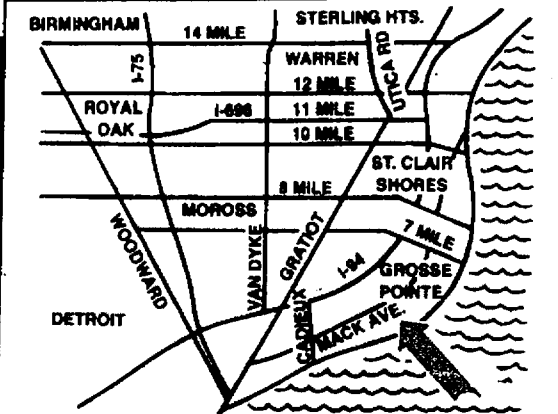 BIRMINGHAM
STERLING HTS.
14 MILE
I-75
WARREN
UTICA RD
12 MILE
ROYAL
OAK
I-696
11 MILE
10 MILE
ST. CLAIR
SHORES
8 MILE
MOROSS
7 MILE
WOODWARD
VAN DYKE
GRATIOT
I-94
GROSSE
POINTE
CADIEUX
MACK AVE.
DETROIT